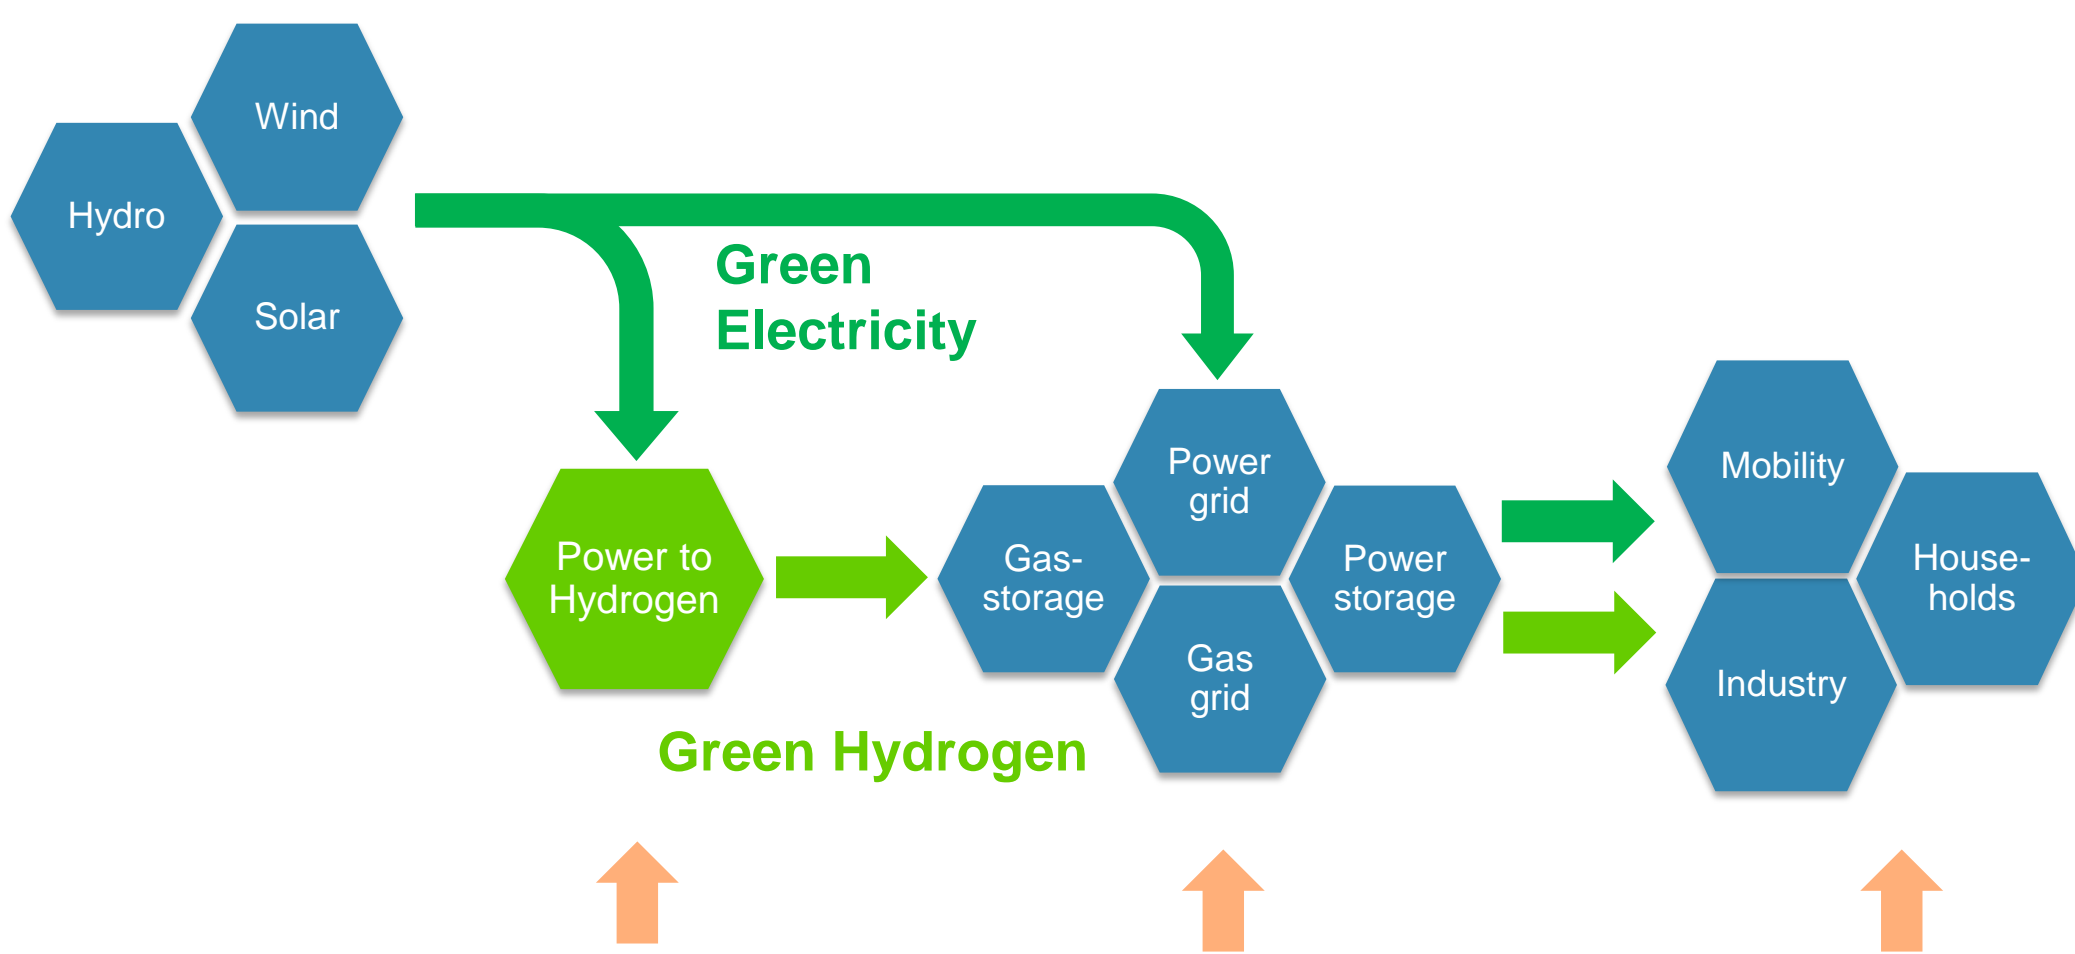 Wind
Hydro
Solar
Green
Electricity
Power to
Hydrogen
Green Hydrogen
Gas-
storage
Power
grid
Gas
grid
Power
storage
Mobility
Industry
House-
holds